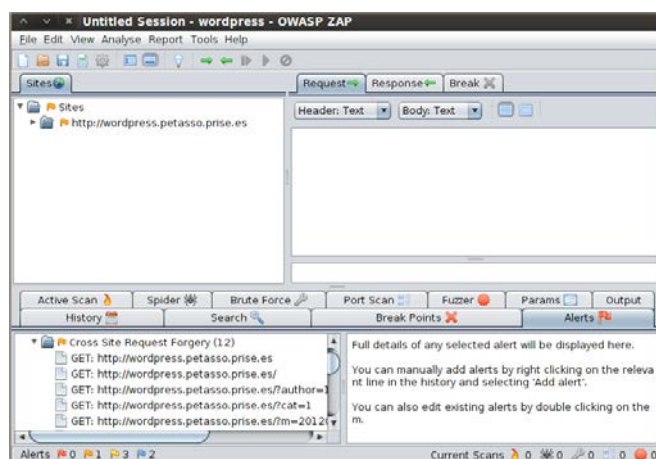 Untitled Session - wordpress - OWASP ZAP
File Edit View Analyse Report Tools Help
Sites
Request Response Break
Sites
http://wordpress.petasso.prise.es
Header: Text Body: Text
Active Scan Spider Brute Force Port Scan Fuzzer Params Output
History Search Break Points Alerts
Cross Site Request Forgery (12)
GET: http://wordpress.petasso.prise.es
GET: http://wordpress.petasso.prise.es/
GET: http://wordpress.petasso.prise.es/?author=1
GET: http://wordpress.petasso.prise.es/?cat=1
GET: http://wordpress.petasso.prise.es/?m=2012
Full details of any selected alert will be displayed here.
You can manually add alerts by right clicking on the releva
nt line in the history and selecting 'Add alert'.
You can also edit existing alerts by double clicking on the
m.
Alerts 0 1 3 2 Current Scans 0 0 0 0 0